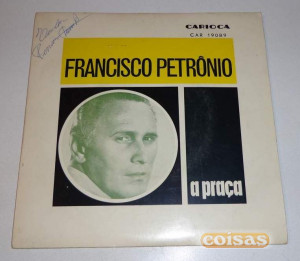 CARIOCA
CAR 19089
FRANCISCO PETRÔNIO
a praça
coisas